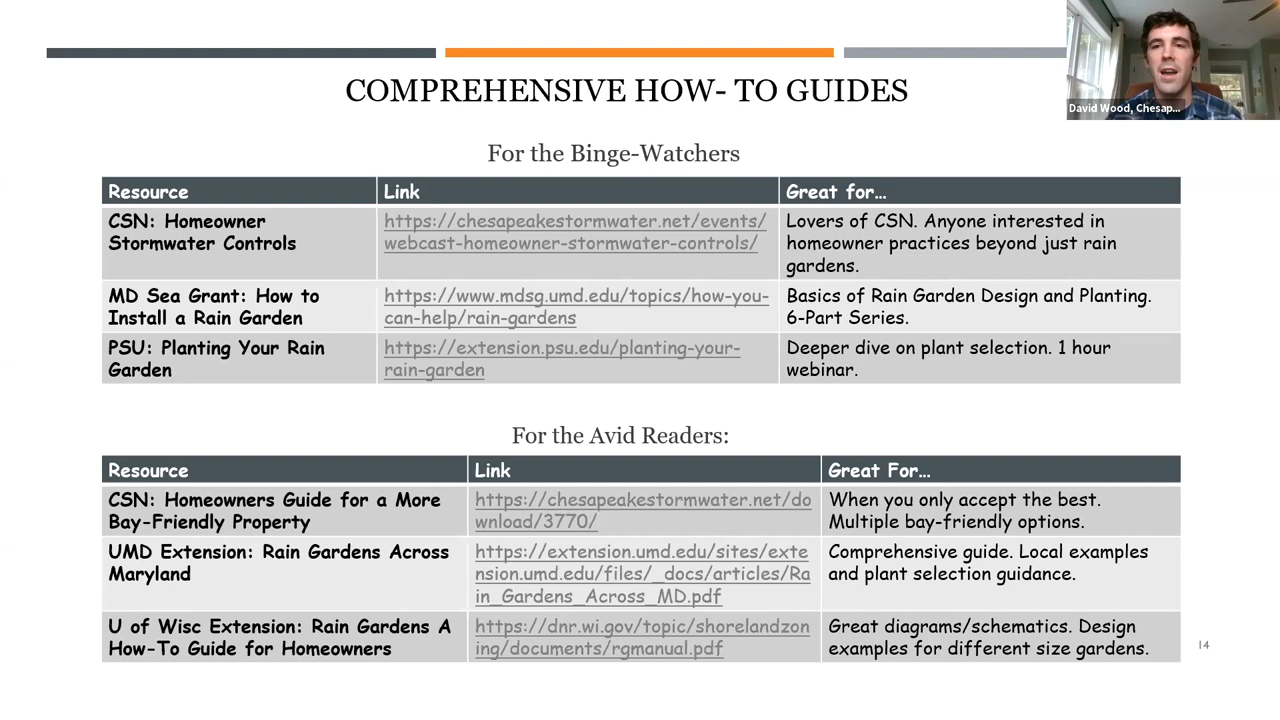 COMPREHENSIVE HOW- TO GUIDES
David Wood, Chesap...
For the Binge-Watchers
Resource
Link
Great for...
CSN: Homeowner
Stormwater Controls
https://chesapeakestormwater.net/events/
webcast-homeowner-stormwater-controls/
Lovers of CSN. Anyone interested in
homeowner practices beyond just rain
gardens.
MD Sea Grant: How to
Install a Rain Garden
https://www.mdsg.umd.edu/topics/how-you-
can-help/rain-gardens
Basics of Rain Garden Design and Planting.
6-Part Series.
PSU: Planting Your Rain
Garden
https://extension.psu.edu/planting-your-
rain-garden
Deeper dive on plant selection. 1 hour
webinar.
For the Avid Readers:
Resource
Link
Great For...
CSN: Homeowners Guide for a More
Bay-Friendly Property
https://chesapeakestormwater.net/do
wnload/3770/
When you only accept the best.
Multiple bay-friendly options.
UMD Extension: Rain Gardens Across
Maryland
https://extension.umd.edu/sites/exte
nsion.umd.edu/files/_docs/articles/Ra
in_Gardens_Across_MD.pdf
Comprehensive guide. Local examples
and plant selection guidance.
U of Wisc Extension: Rain Gardens A
How-To Guide for Homeowners
https://dnr.wi.gov/topic/shorelandzon
ing/documents/rgmanual.pdf
Great diagrams/schematics. Design
examples for different size gardens.
14